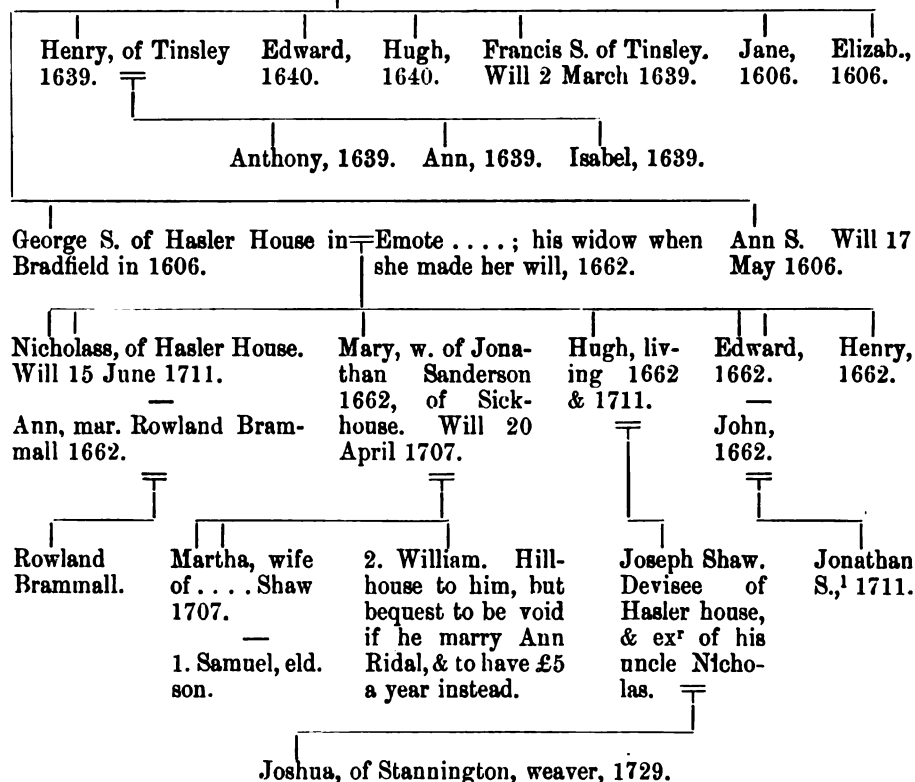 Henry, of Tinsley
1639.
Edward,
1640.
Hugh,
1640.
Francis S. of Tinsley.
Will 2 March 1639.
Jane,
1606.
Elizab.,
1606.
Anthony, 1639. Ann, 1639. Isabel, 1639.
George S. of Hasler House in
Bradfield in 1606.
Emote . . . . ; his widow when
she made her will, 1662.
Ann S. Will 17
May 1606.
Nicholass, of Hasler House.
Will 15 June 1711.
—
Ann, mar. Rowland Bram-
mall 1662.
Mary, w. of Jona-
than Sanderson
1662, of Sick-
house. Will 20
April 1707.
Hugh, liv-
ing 1662
& 1711.
Edward,
1662.
—
John,
1662.
Henry,
1662.
Rowland
Brammall.
Martha, wife
of . . . . Shaw
1707.
—
1. Samuel, eld.
son.
2. William. Hill-
house to him, but
bequest to be void
if he marry Ann
Ridal, & to have £5
a year instead.
Joseph Shaw.
Devisee of
Hasler house,
& exʳ of his
uncle Nicho-
las.
Jonathan
S.,¹ 1711.
Joshua, of Stannington, weaver, 1729.